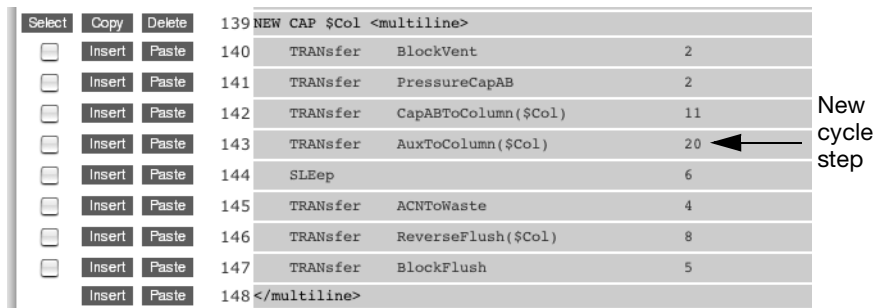 Select Copy Delete 139 NEW CAP $Col <multiline>
Insert Paste 140 TRANsfer BlockVent 2
Insert Paste 141 TRANsfer PressureCapAB 2
Insert Paste 142 TRANsfer CapABToColumn($Col) 11
Insert Paste 143 TRANsfer AuxToColumn($Col) 20
Insert Paste 144 SLEep 6
Insert Paste 145 TRANsfer ACNToWaste 4
Insert Paste 146 TRANsfer ReverseFlush($Col) 8
Insert Paste 147 TRANsfer BlockFlush 5
Insert Paste 148 </multiline>
New
cycle
step